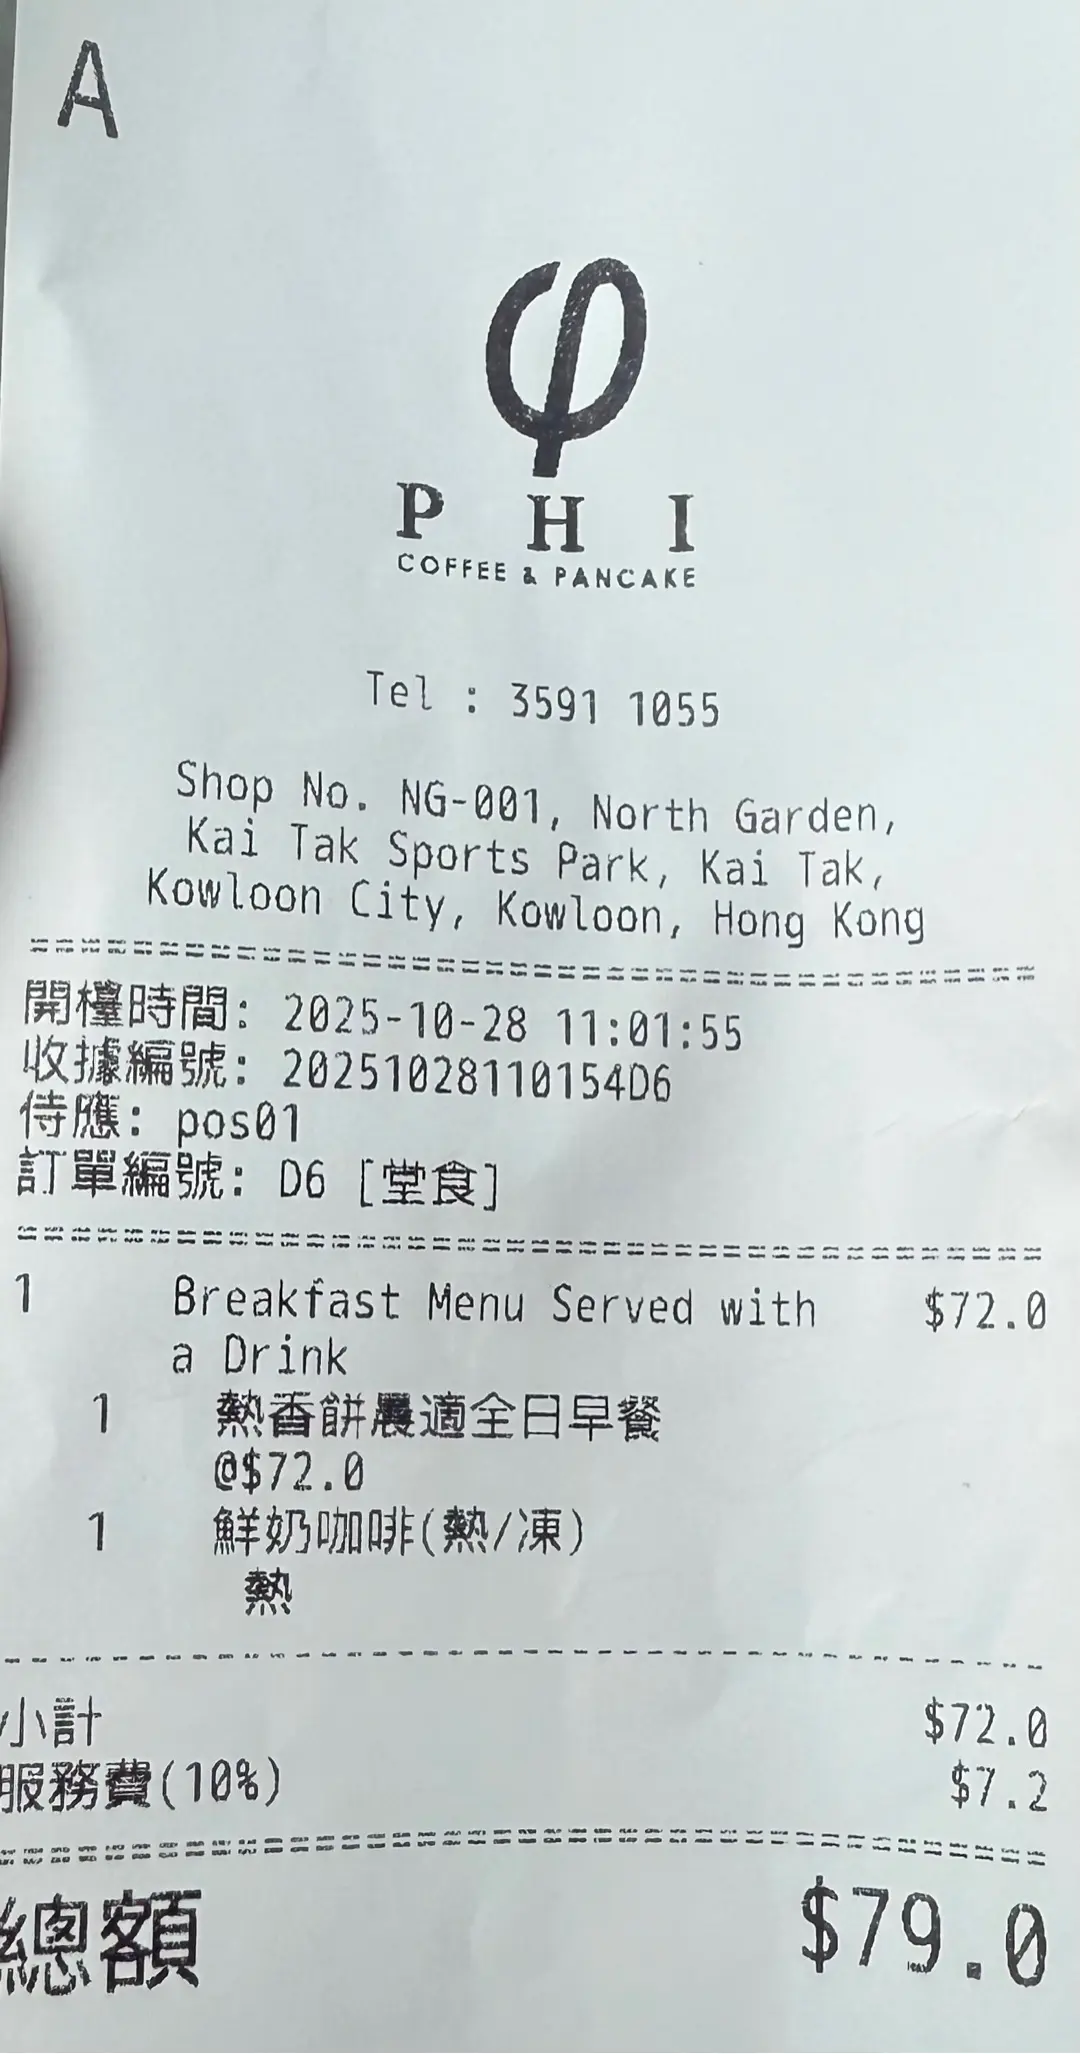 A
φ
P H I
COFFEE & PANCAKE
Tel : 3591 1055
Shop No. NG-001, North Garden,
Kai Tak Sports Park, Kai Tak,
Kowloon City, Kowloon, Hong Kong
開檯時間: 2025-10-28 11:01:55
收據編號: 20251028110154D6
侍應: pos01
訂單編號: D6 [堂食]
1 Breakfast Menu Served with $72.0
a Drink
1 熱香餅晨適全日早餐
@$72.0
1 鮮奶咖啡(熱/凍)
熱
小計 $72.0
服務費(10%) $7.2
總額 $79.0